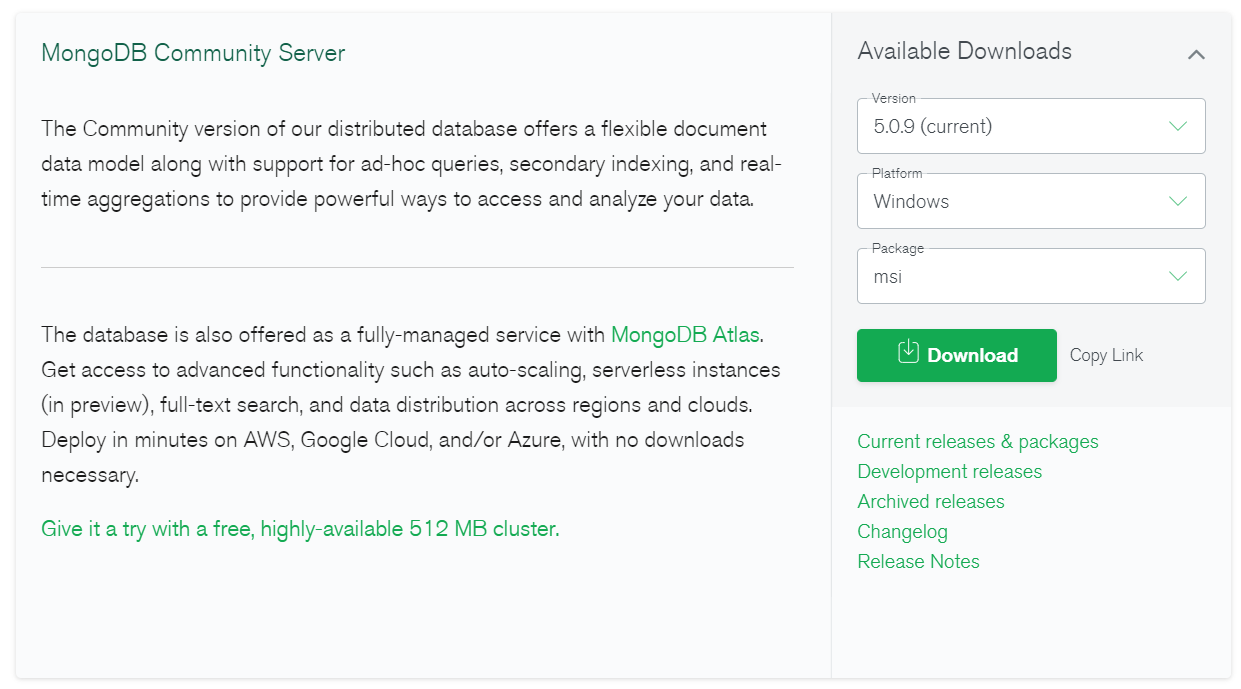 MongoDB Community Server
The Community version of our distributed database offers a flexible document
data model along with support for ad-hoc queries, secondary indexing, and real-
time aggregations to provide powerful ways to access and analyze your data.
The database is also offered as a fully-managed service with MongoDB Atlas.
Get access to advanced functionality such as auto-scaling, serverless instances
(in preview), full-text search, and data distribution across regions and clouds.
Deploy in minutes on AWS, Google Cloud, and/or Azure, with no downloads
necessary.
Give it a try with a free, highly-available 512 MB cluster.
Available Downloads
Version
5.0.9 (current)
Platform
Windows
Package
msi
Download
Copy Link
Current releases & packages
Development releases
Archived releases
Changelog
Release Notes